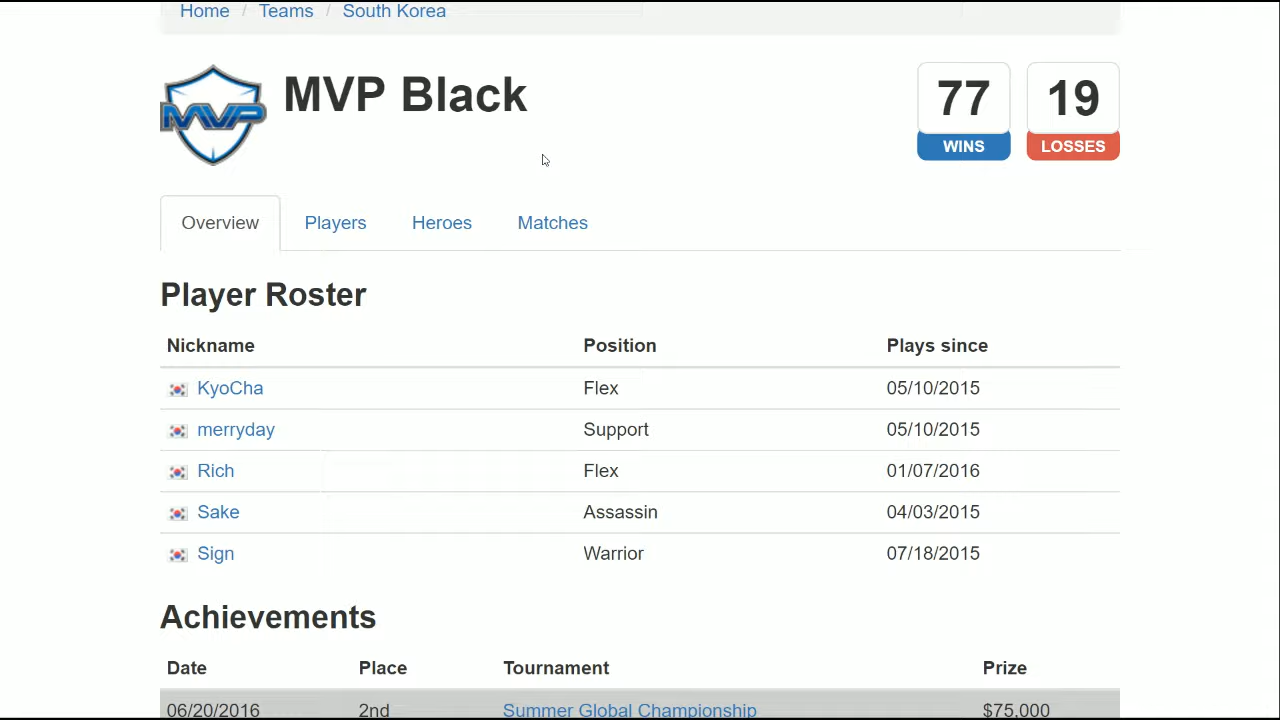 Home / Teams / South Korea
MVP
MVP Black
77
WINS
19
LOSSES
Overview Players Heroes Matches
Player Roster
Nickname Position Plays since
KyoCha Flex 05/10/2015
merryday Support 05/10/2015
Rich Flex 01/07/2016
Sake Assassin 04/03/2015
Sign Warrior 07/18/2015
Achievements
Date Place Tournament Prize
06/20/2016 2nd Summer Global Championship $75,000